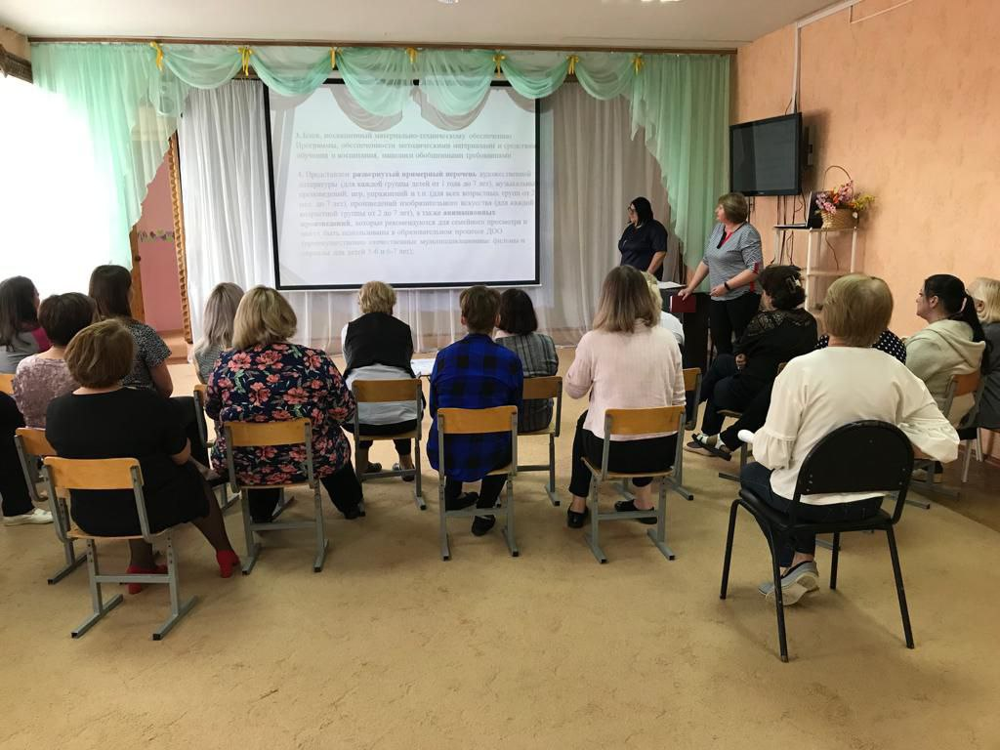 3. Блок, посвященный материально-техническому обеспечению
Программы, обеспеченности методическими материалами и средствами
обучения и воспитания, наполнен обобщенными требованиями
4. Представлен развернутый примерный перечень художественной
литературы (для каждой группы детей от 1 года до 7 лет), музыкальных
произведений, игр, упражнений и т.п (для всех возрастных групп от 2
мес. до 7 лет), произведений изобразительного искусства (для каждой
возрастной группы от 2 до 7 лет), а также анимационных
произведений, которые рекомендуются для семейного просмотра и
могут быть использованы в образовательном процессе ДОО
(преимущественно отечественные мультипликационные фильмы и
сериалы для детей 5-6 и 6-7 лет);